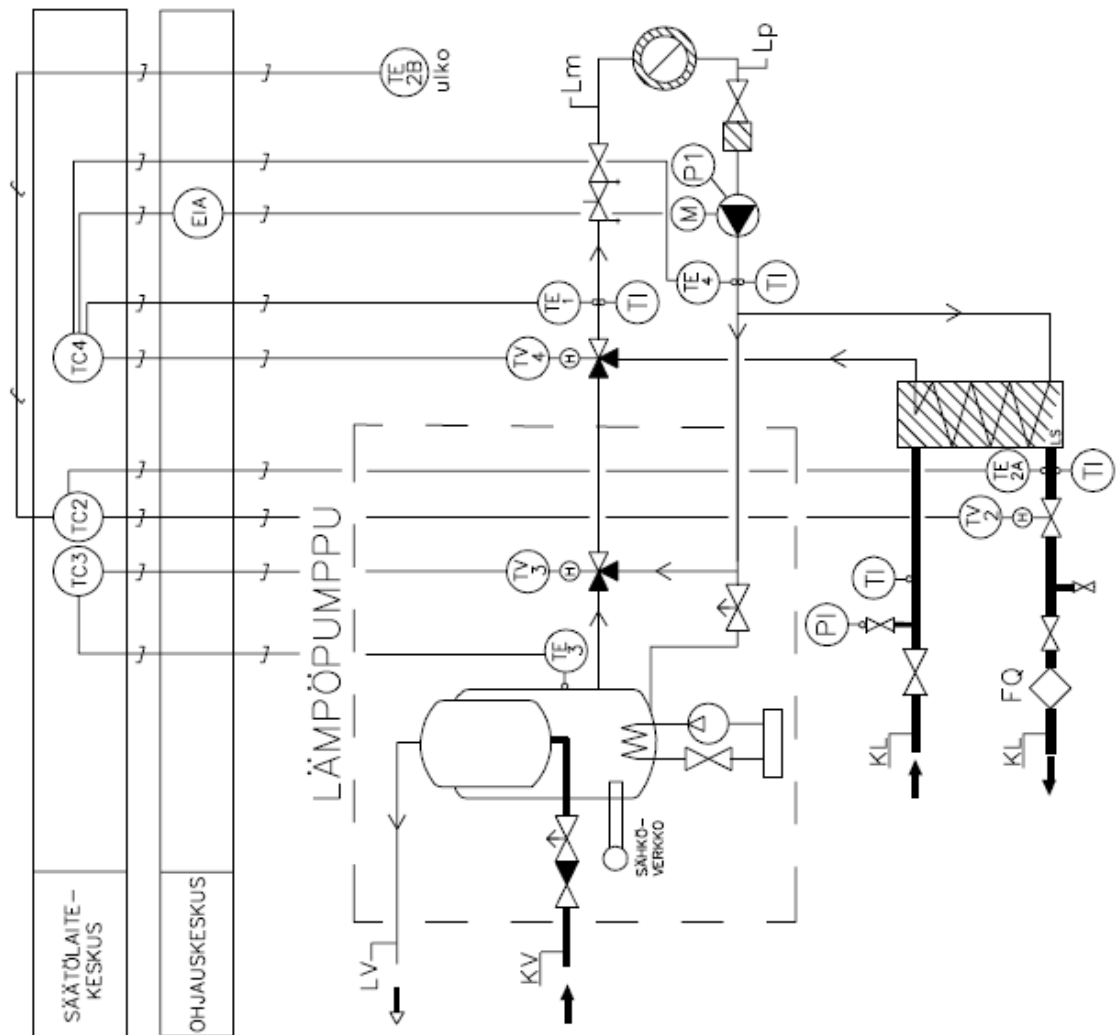 SÄÄTÖLAITE-
KESKUS
OHJAUSKESKUS
TC3
TC2
TC4
EIA
TE
2B
ulko
LÄMPÖPUMPPU
TE
3
TV
3
H
TV
4
H
TE
1
TI
Lm
Lp
P1
M
TE
4
TI
LV
KV
SÄHKÖ-
VERKKO
LS
TE
2A
TI
TV
2
H
TI
PI
FQ
KL
KL